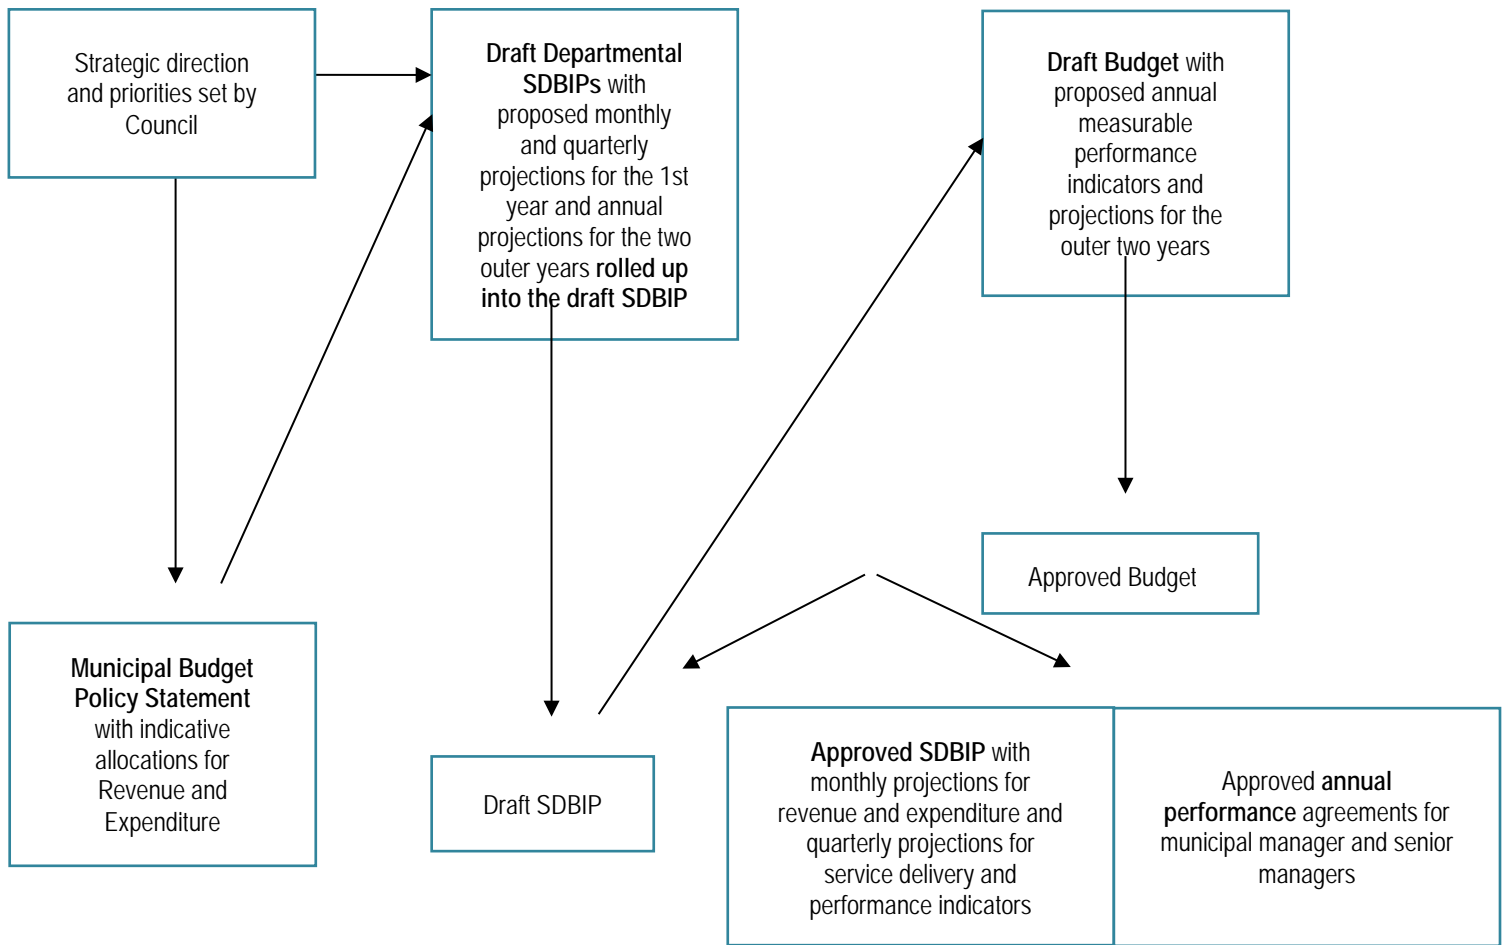 Strategic direction
and priorities set by
Council
Draft Departmental
SDBIPs with
proposed monthly
and quarterly
projections for the 1st
year and annual
projections for the two
outer years rolled up
into the draft SDBIP
Draft Budget with
proposed annual
measurable
performance
indicators and
projections for the
outer two years
Approved Budget
Municipal Budget
Policy Statement
with indicative
allocations for
Revenue and
Expenditure
Draft SDBIP
Approved SDBIP with
monthly projections for
revenue and expenditure and
quarterly projections for
service delivery and
performance indicators
Approved annual
performance agreements for
municipal manager and senior
managers